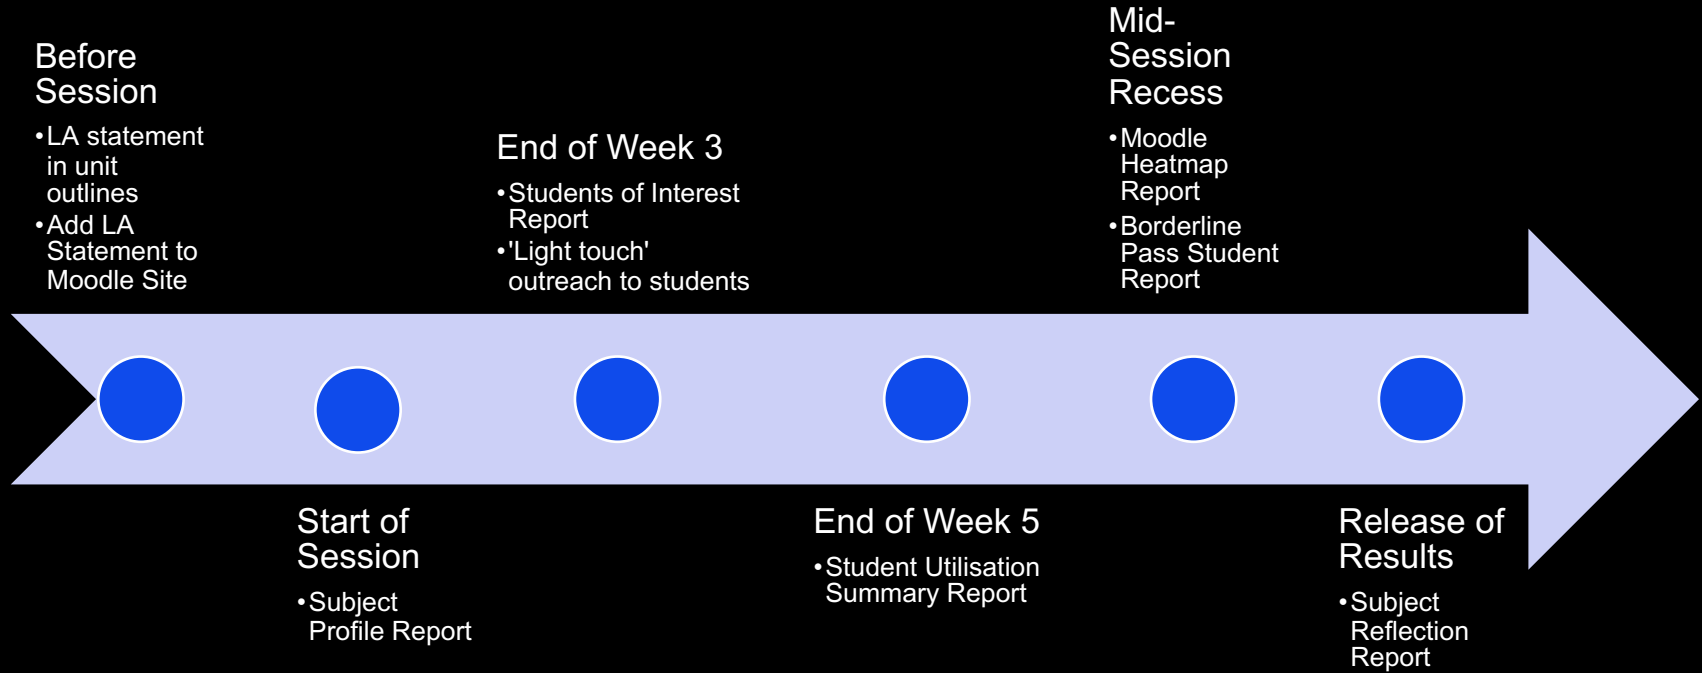 Before
Session
•LA statement
in unit
outlines
•Add LA
Statement to
Moodle Site
Start of
Session
•Subject
Profile Report
End of Week 3
•Students of Interest
Report
•'Light touch'
outreach to students
End of Week 5
•Student Utilisation
Summary Report
Mid-
Session
Recess
•Moodle
Heatmap
Report
•Borderline
Pass Student
Report
Release of
Results
•Subject
Reflection
Report